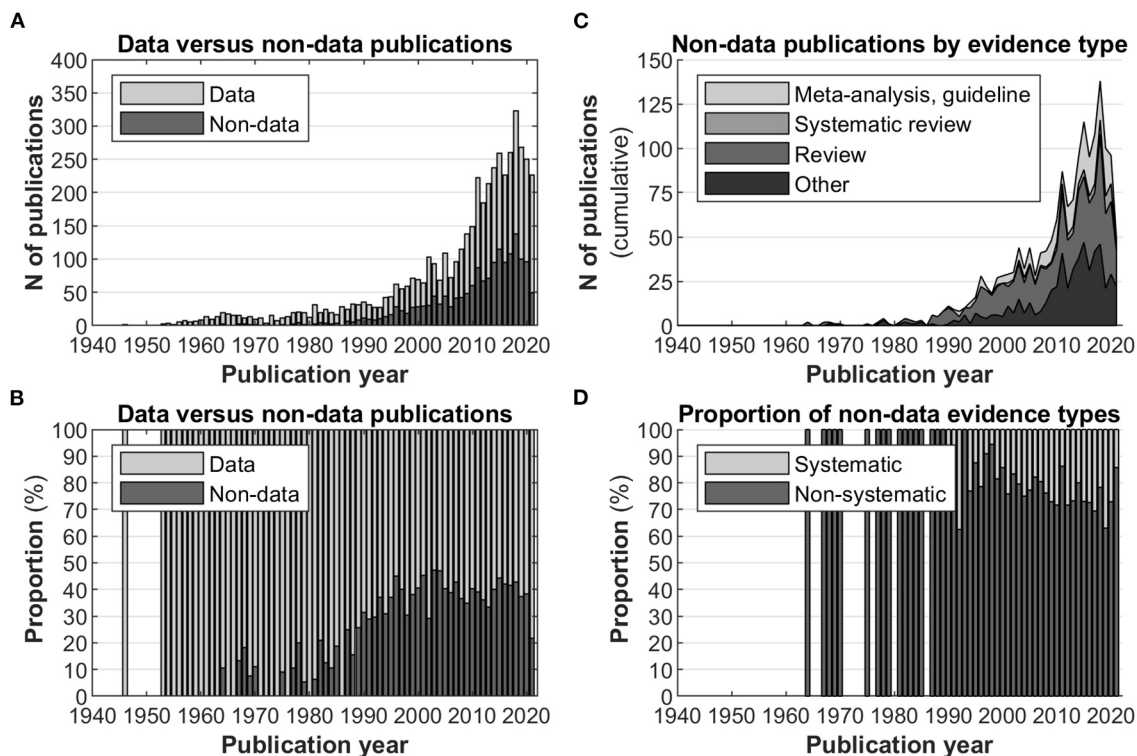 A
Data versus non-data publications
400
350
300
250
200
150
100
50
0
N of publications
Data
Non-data
1940 1950 1960 1970 1980 1990 2000 2010 2020
Publication year
C
Non-data publications by evidence type
150
125
100
75
50
25
0
N of publications
(cumulative)
Meta-analysis, guideline
Systematic review
Review
Other
1940 1950 1960 1970 1980 1990 2000 2010 2020
Publication year
B
Data versus non-data publications
100
90
80
70
60
50
40
30
20
10
0
Proportion (%)
Data
Non-data
1940 1950 1960 1970 1980 1990 2000 2010 2020
Publication year
D
Proportion of non-data evidence types
100
90
80
70
60
50
40
30
20
10
0
Proportion (%)
Systematic
Non-systematic
1940 1950 1960 1970 1980 1990 2000 2010 2020
Publication year